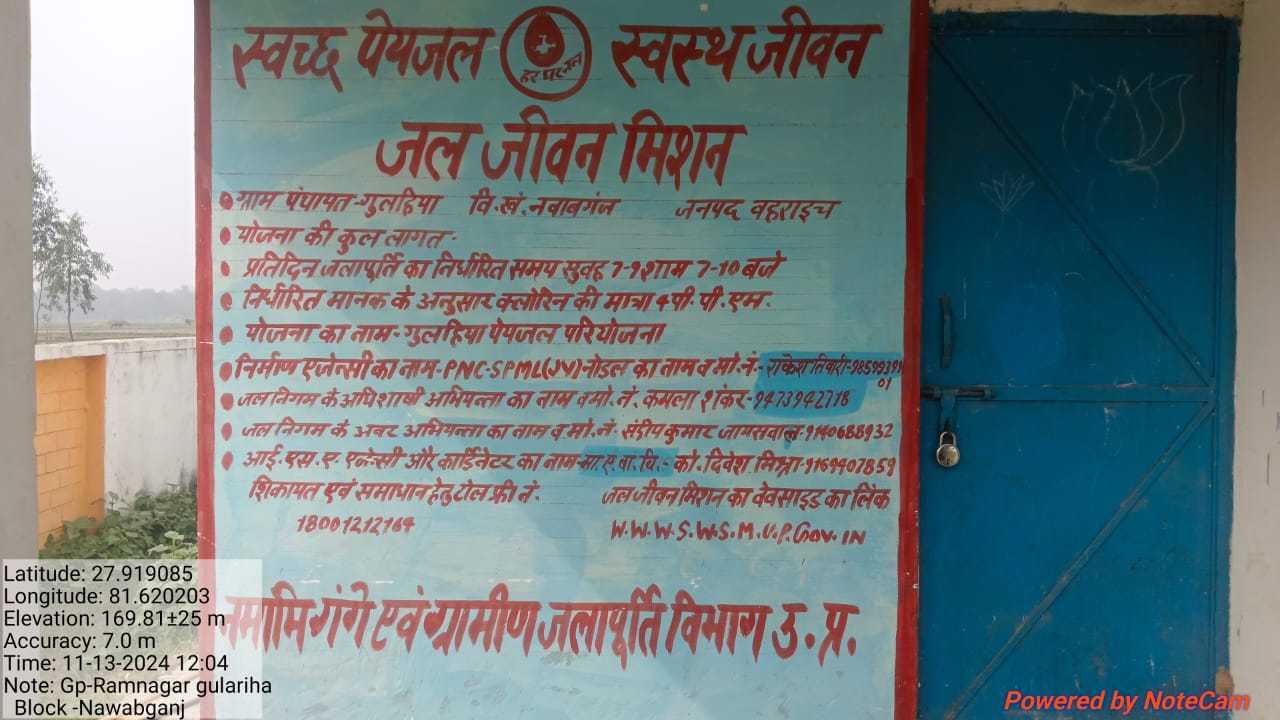 स्वच्छ पेयजल हर घर जल स्वस्थ जीवन
जल जीवन मिशन
ग्राम पंचायत-गुलहिया वि.खं.नवाबगंज जनपद वहराइच
योजना की कुल लागत-
प्रतिदिन जलापूर्ति का निर्धारित समय सुवह 7-9 शाम 7-10 बजे
निर्धारित मानक के अनुसार क्लोरिन की मात्रा 4 पी.पी.एम.
योजना का नाम-गुलहिया पेयजल परियोजना
निर्माण एजेन्सी का नाम-PNC-SPML(JV) नोडल का नाम व मो.नं.- राकेश तिवारी-
जल निगम के अधिशाषी अभियन्ता का नाम व मो.नं. कमला शंकर-9473942718
जल निगम के अवर अभियन्ता का नाम व मो.नं. संदीप कुमार जायसवाल-9140688932
आई.एस.ए एजेन्सी और कार्डिनेटर का नाम-मा.ऐ.बा.वि.- को.दिवेश मिश्रा-9169407859
शिकायत एवं समाधान हेतु टोल फ्री नं. जल जीवन मिशन का वेवसाइड का लिंक
18001212164 W.W.W.S.W.S.M.U.P.GOV.IN
नमामि गंगे एवं ग्रामीण जलापूर्ति विभाग उ.प्र.
Latitude: 27.919085
Longitude: 81.620203
Elevation: 169.81±25 m
Accuracy: 7.0 m
Time: 11-13-2024 12:04
Note: Gp-Ramnagar gulariha
Block -Nawabganj
Powered by NoteCam